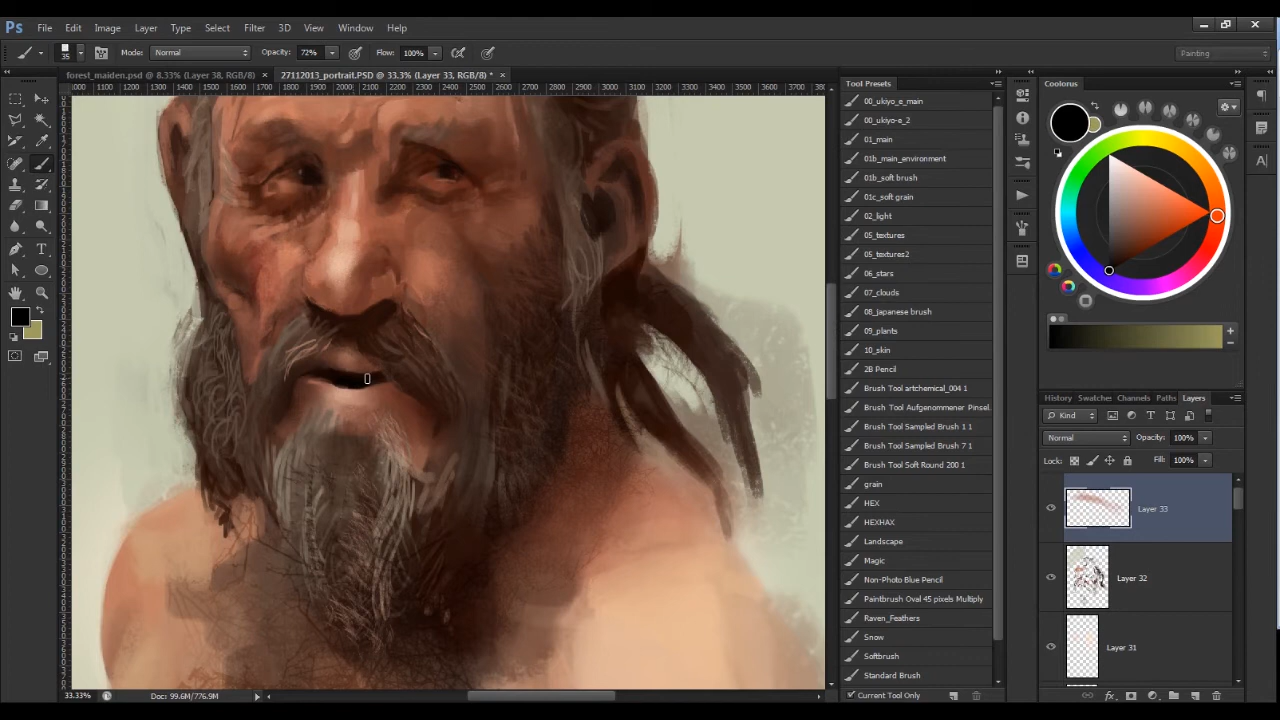 Ps File Edit Image Layer Type Select Filter 3D View Window Help
35 Mode: Normal Opacity: 72% Flow: 100% Painting
forest_maiden.psd @ 8.33% (Layer 38, RGB/8) × 27112013_portrait.PSD @ 33.3% (Layer 33, RGB/8) * ×
Tool Presets
00_ukiyo_e_main
00_ukiyo-e_2
01_main
01b_main_environment
01b_soft brush
01c_soft grain
02_light
05_textures
05_textures2
06_stars
07_clouds
08_japanese brush
09_plants
10_skin
2B Pencil
Brush Tool artchemical_004 1
Brush Tool Aufgenommener Pinsel.
Brush Tool Sampled Brush 1 1
Brush Tool Sampled Brush 7 1
Brush Tool Soft Round 200 1
grain
HEX
HEXHAX
Landscape
Magic
Non-Photo Blue Pencil
Paintbrush Oval 45 pixels Multiply
Raven_Feathers
Snow
Softbrush
Standard Brush
Current Tool Only
Coolorus
History Swatches Channels Paths Layers
Kind
Normal Opacity: 100%
Lock: Fill: 100%
Layer 33
Layer 32
Layer 31
33.33% Doc: 99.6M/776.9M